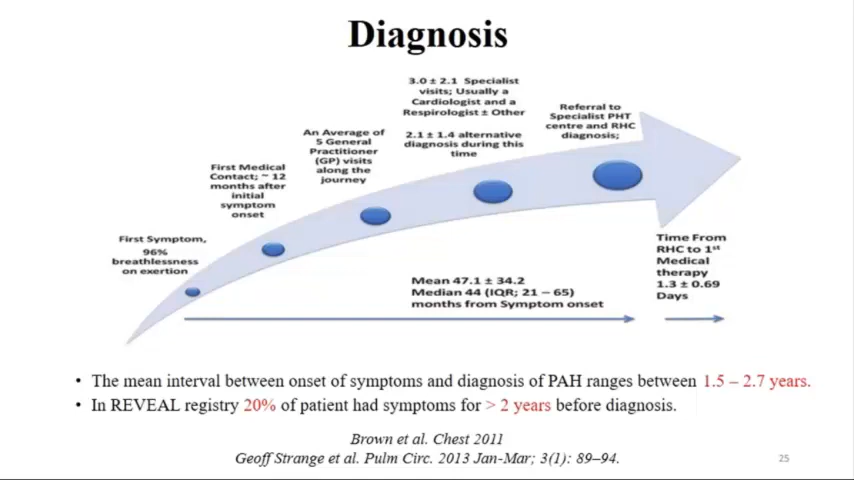 Diagnosis
3.0 ± 2.1 Specialist
visits; Usually a
Cardiologist and a
Respirologist ± Other
2.1 ± 1.4 alternative
diagnosis during this
time
Referral to
Specialist PHT
centre and RHC
diagnosis;
An Average of
5 General
Practitioner
(GP) visits
along the
journey
First Medical
Contact; ~ 12
months after
initial
symptom
onset
First Symptom,
96%
breathlessness
on exertion
Mean 47.1 ± 34.2
Median 44 (IQR; 21 – 65)
months from Symptom onset
Time From
RHC to 1st
Medical
therapy
1.3 ± 0.69
Days
• The mean interval between onset of symptoms and diagnosis of PAH ranges between 1.5 – 2.7 years.
• In REVEAL registry 20% of patient had symptoms for > 2 years before diagnosis.
Brown et al. Chest 2011
Geoff Strange et al. Pulm Circ. 2013 Jan-Mar; 3(1): 89–94.
25